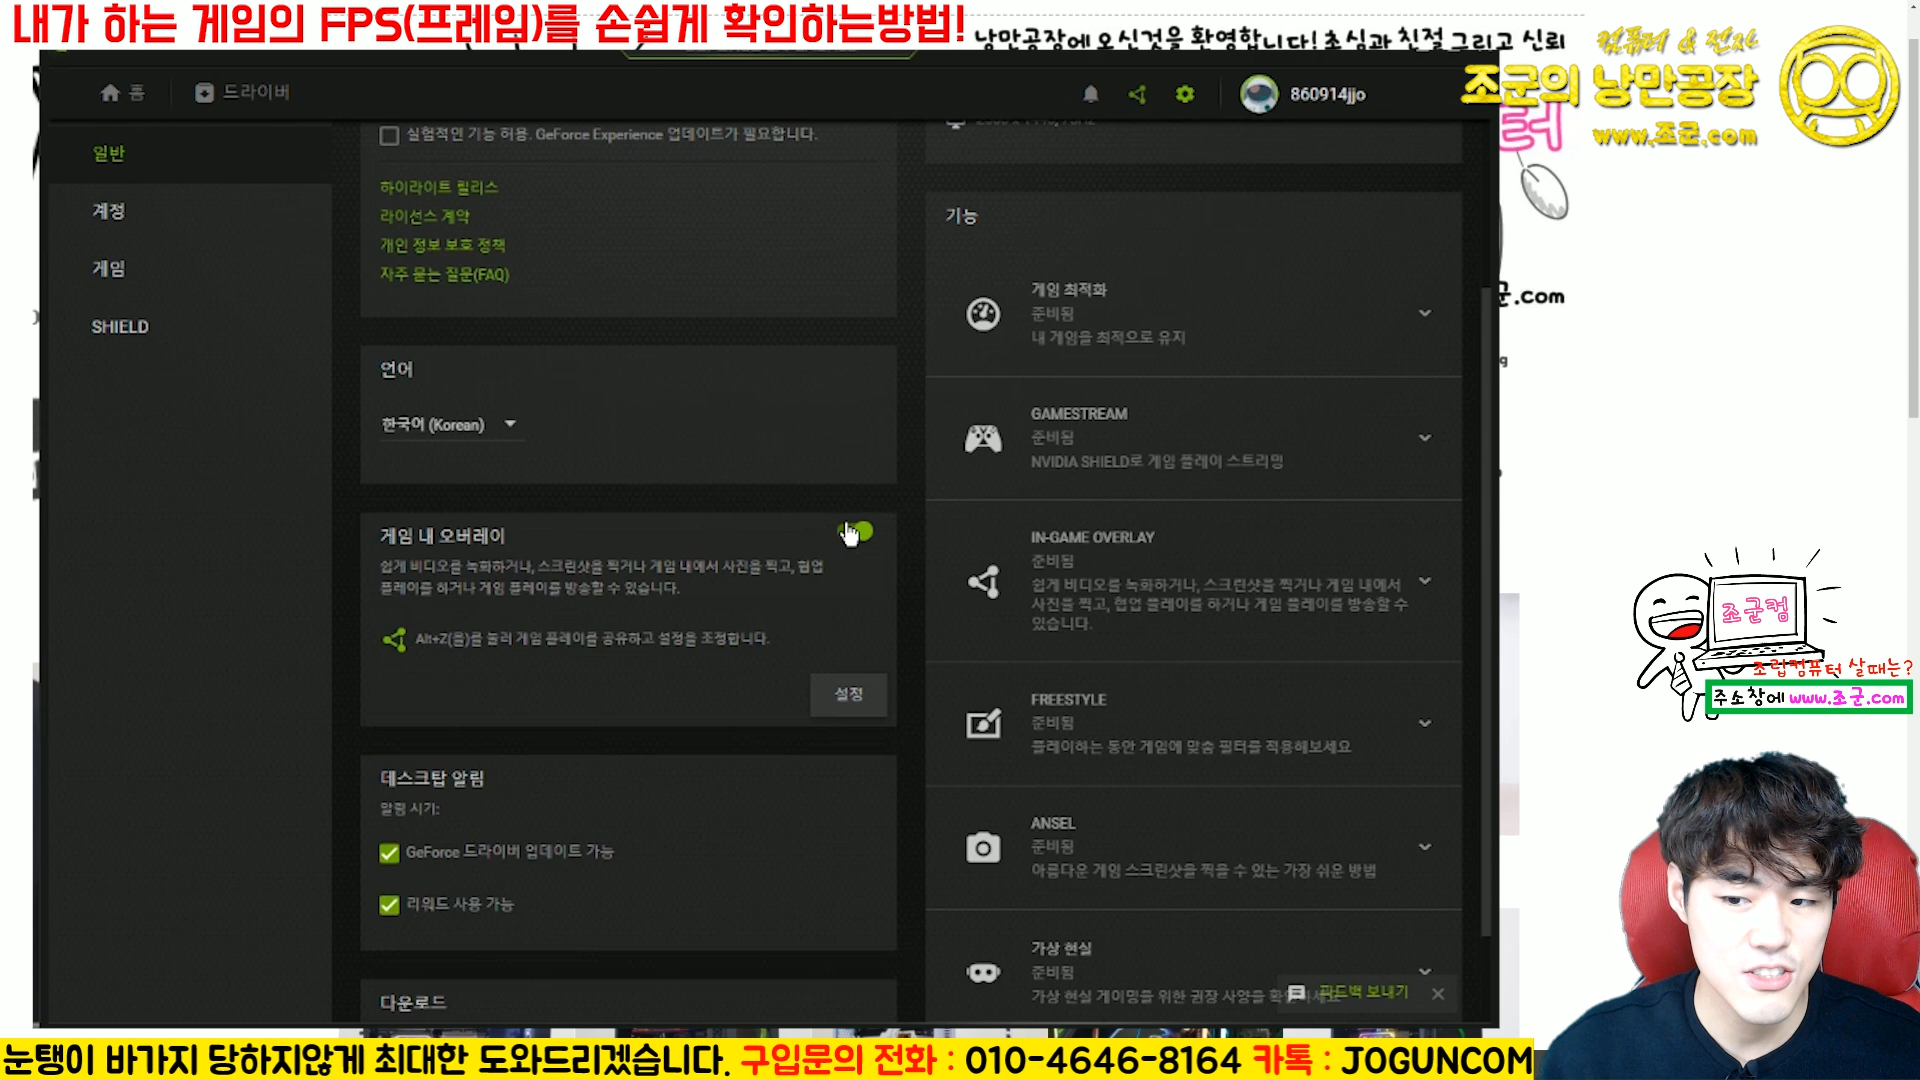 내가 하는 게임의 FPS(프레임)를 손쉽게 확인하는방법!
낭만공장에 오신것을 환영합니다! 초심과 친절 그리고 신뢰
컴퓨터 & 전자
조군의 낭만공장
www.조군.com
터
홈
드라이버
860914jjo
일반
계정
게임
SHIELD
실험적인 기능 허용. GeForce Experience 업데이트가 필요합니다.
하이라이트 릴리스
라이선스 계약
개인 정보 보호 정책
자주 묻는 질문(FAQ)
언어
한국어 (Korean)
게임 내 오버레이
쉽게 비디오를 녹화하거나, 스크린샷을 찍거나 게임 내에서 사진을 찍고, 협업
플레이를 하거나 게임 플레이를 방송할 수 있습니다.
Alt+Z(을)를 눌러 게임 플레이를 공유하고 설정을 조정합니다.
설정
데스크탑 알림
알림 시기:
GeForce 드라이버 업데이트 가능
리워드 사용 가능
다운로드
기능
게임 최적화
준비됨
내 게임을 최적으로 유지
GAMESTREAM
준비됨
NVIDIA SHIELD로 게임 플레이 스트리밍
IN-GAME OVERLAY
준비됨
쉽게 비디오를 녹화하거나, 스크린샷을 찍거나 게임 내에서
사진을 찍고, 협업 플레이를 하거나 게임 플레이를 방송할 수
있습니다.
FREESTYLE
준비됨
플레이하는 동안 게임에 맞춤 필터를 적용해보세요
ANSEL
준비됨
아름다운 게임 스크린샷을 찍을 수 있는 가장 쉬운 방법
가상 현실
준비됨
가상 현실 게이밍을 위한 권장 사양을
피드백 보내기
군.com
조군컴
조립컴퓨터 살때는?
주소창에 www.조군.com
눈탱이 바가지 당하지않게 최대한 도와드리겠습니다. 구입문의 전화 : 010-4646-8164 카톡 : JOGUNCOM